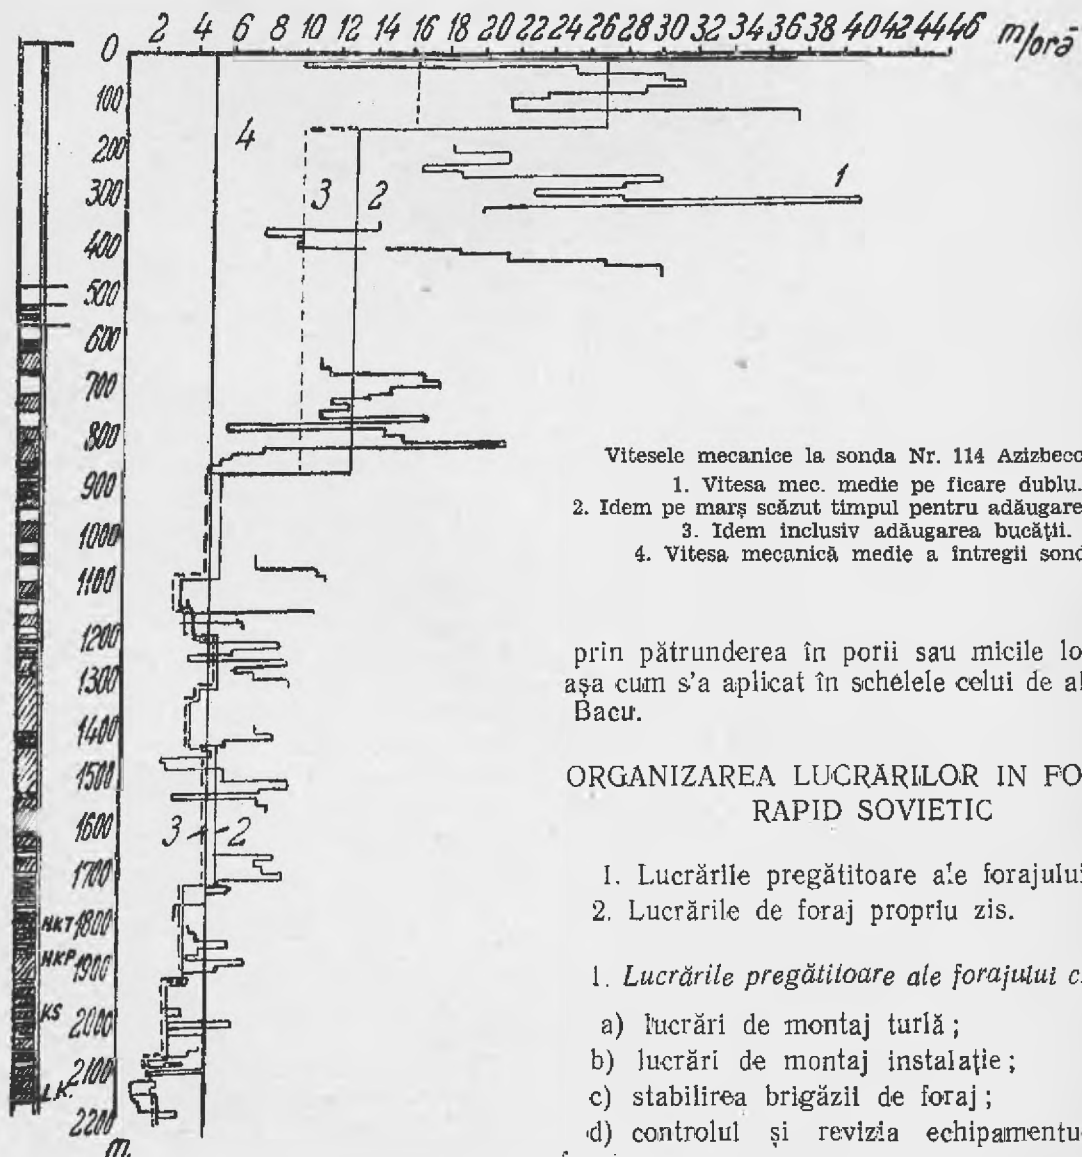 0 2 4 6 8 10 12 14 16 18 20 22 24 26 28 30 32 34 36 38 40 42 44 46 m/oră
100
200
300
400
500
600
700
800
900
1000
1100
1200
1300
1400
1500
1600
1700
1800
1900
2000
2100
2200
m.
4
3 2
1
3 2
NKT
NKP
KS
L.K.
Vitesele mecanice la sonda Nr. 114 Azizbec
1. Vitesa mec. medie pe ficare dublu.
2. Idem pe marș scăzut timpul pentru adăugare
3. Idem inclusiv adăugarea bucății.
4. Vitesa mecanică medie a întregii sond
prin pătrunderea în porii sau micile lo
așa cum s'a aplicat în schelele celui de al
Bacu.
ORGANIZAREA LUCRĂRILOR IN FO
RAPID SOVIETIC
1. Lucrările pregătitoare ale forajului
2. Lucrările de foraj propriu zis.
1. Lucrările pregătitoare ale forajului c
a) lucrări de montaj turlă ;
b) lucrări de montaj instalație ;
c) stabilirea brigăzii de foraj ;
d) controlul și revizia echipamentu